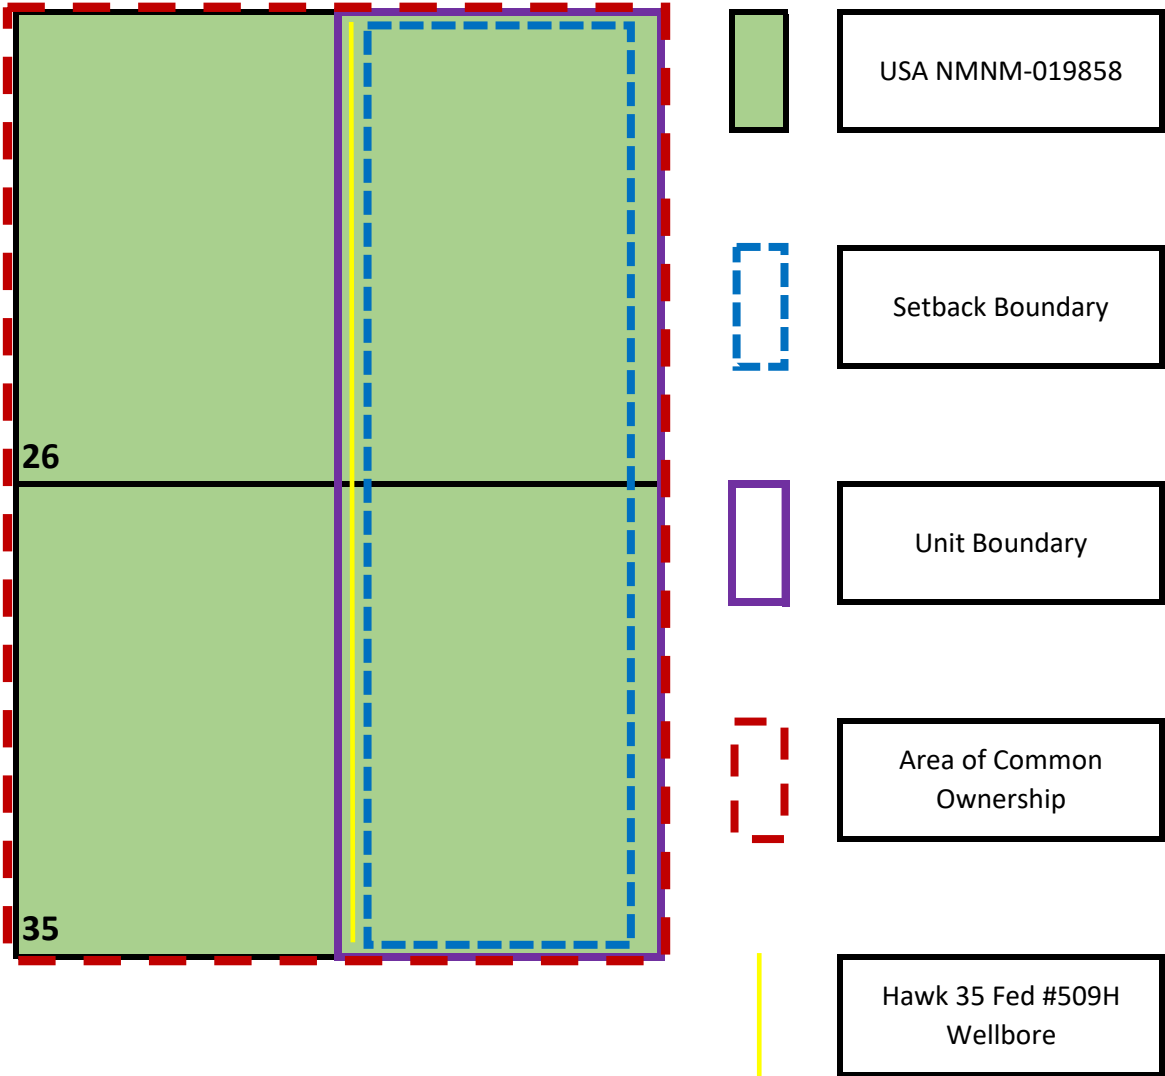 26
35
USA NMNM-019858
Setback Boundary
Unit Boundary
Area of Common
Ownership
Hawk 35 Fed #509H
Wellbore